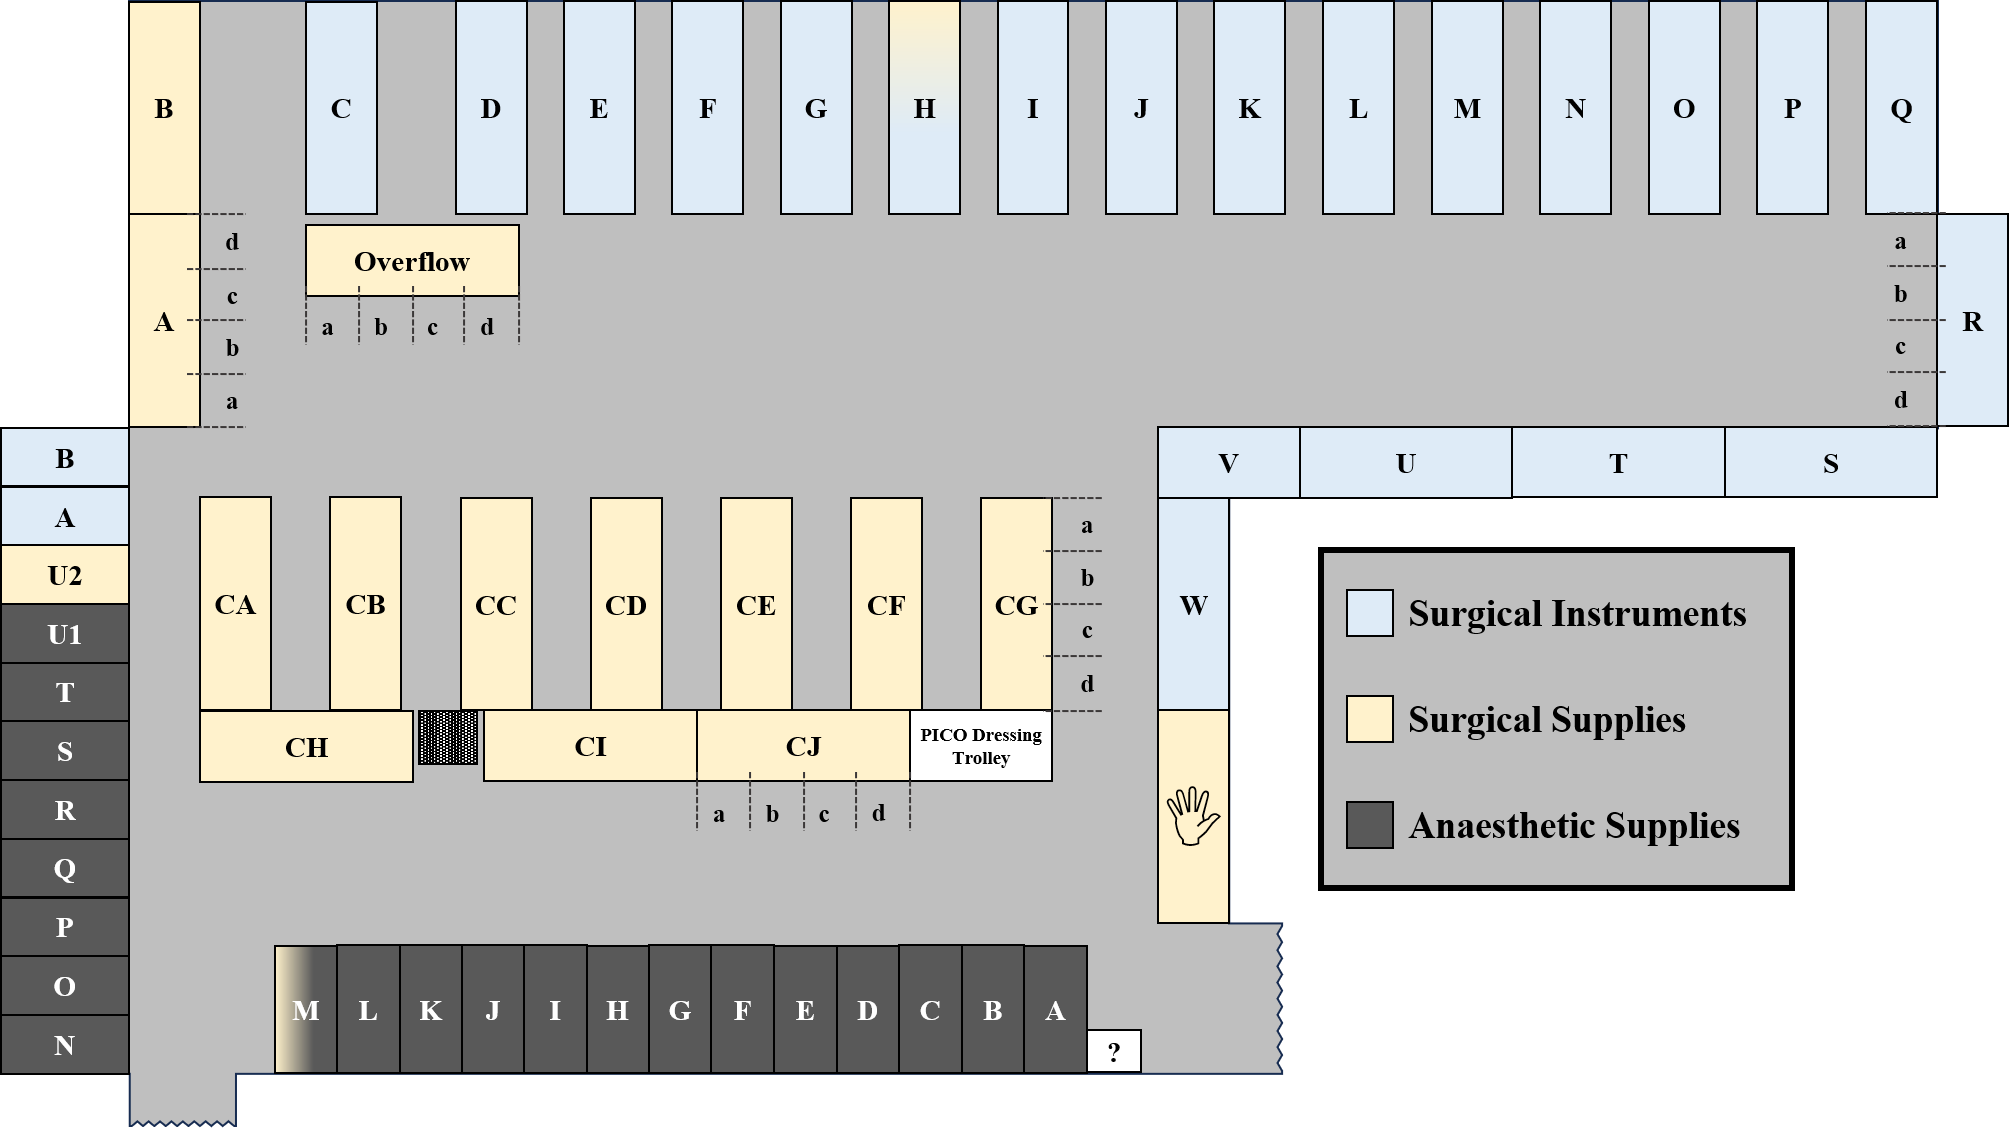 B C D E F G H I J K L M N O P Q
d
c
b
a
A
Overflow
a b c d
a
b
c
d
R
V U T S
B
A
U2
U1
T
S
R
Q
P
O
N
CA CB CC CD CE CF CG
a
b
c
d
W
CH CI CJ
PICO Dressing
Trolley
a b c d
Surgical Instruments
Surgical Supplies
Anaesthetic Supplies
M L K J I H G F E D C B A
?